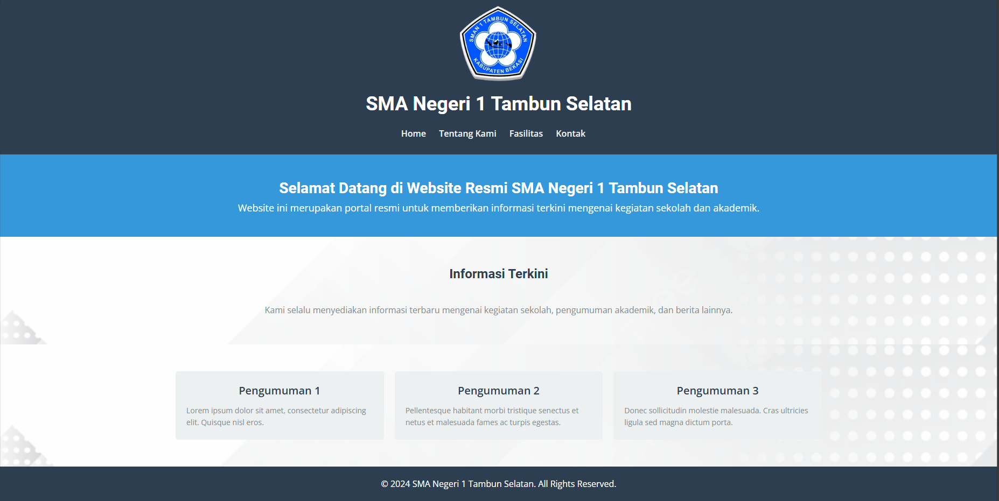 SMAN 1 TAMBUN SELATAN
KABUPATEN BEKASI
SMA Negeri 1 Tambun Selatan
Home Tentang Kami Fasilitas Kontak
Selamat Datang di Website Resmi SMA Negeri 1 Tambun Selatan
Website ini merupakan portal resmi untuk memberikan informasi terkini mengenai kegiatan sekolah dan akademik.
Informasi Terkini
Kami selalu menyediakan informasi terbaru mengenai kegiatan sekolah, pengumuman akademik, dan berita lainnya.
Pengumuman 1
Lorem ipsum dolor sit amet, consectetur adipiscing
elit. Quisque nisl eros.
Pengumuman 2
Pellentesque habitant morbi tristique senectus et
netus et malesuada fames ac turpis egestas.
Pengumuman 3
Donec sollicitudin molestie malesuada. Cras ultricies
ligula sed magna dictum porta.
© 2024 SMA Negeri 1 Tambun Selatan. All Rights Reserved.